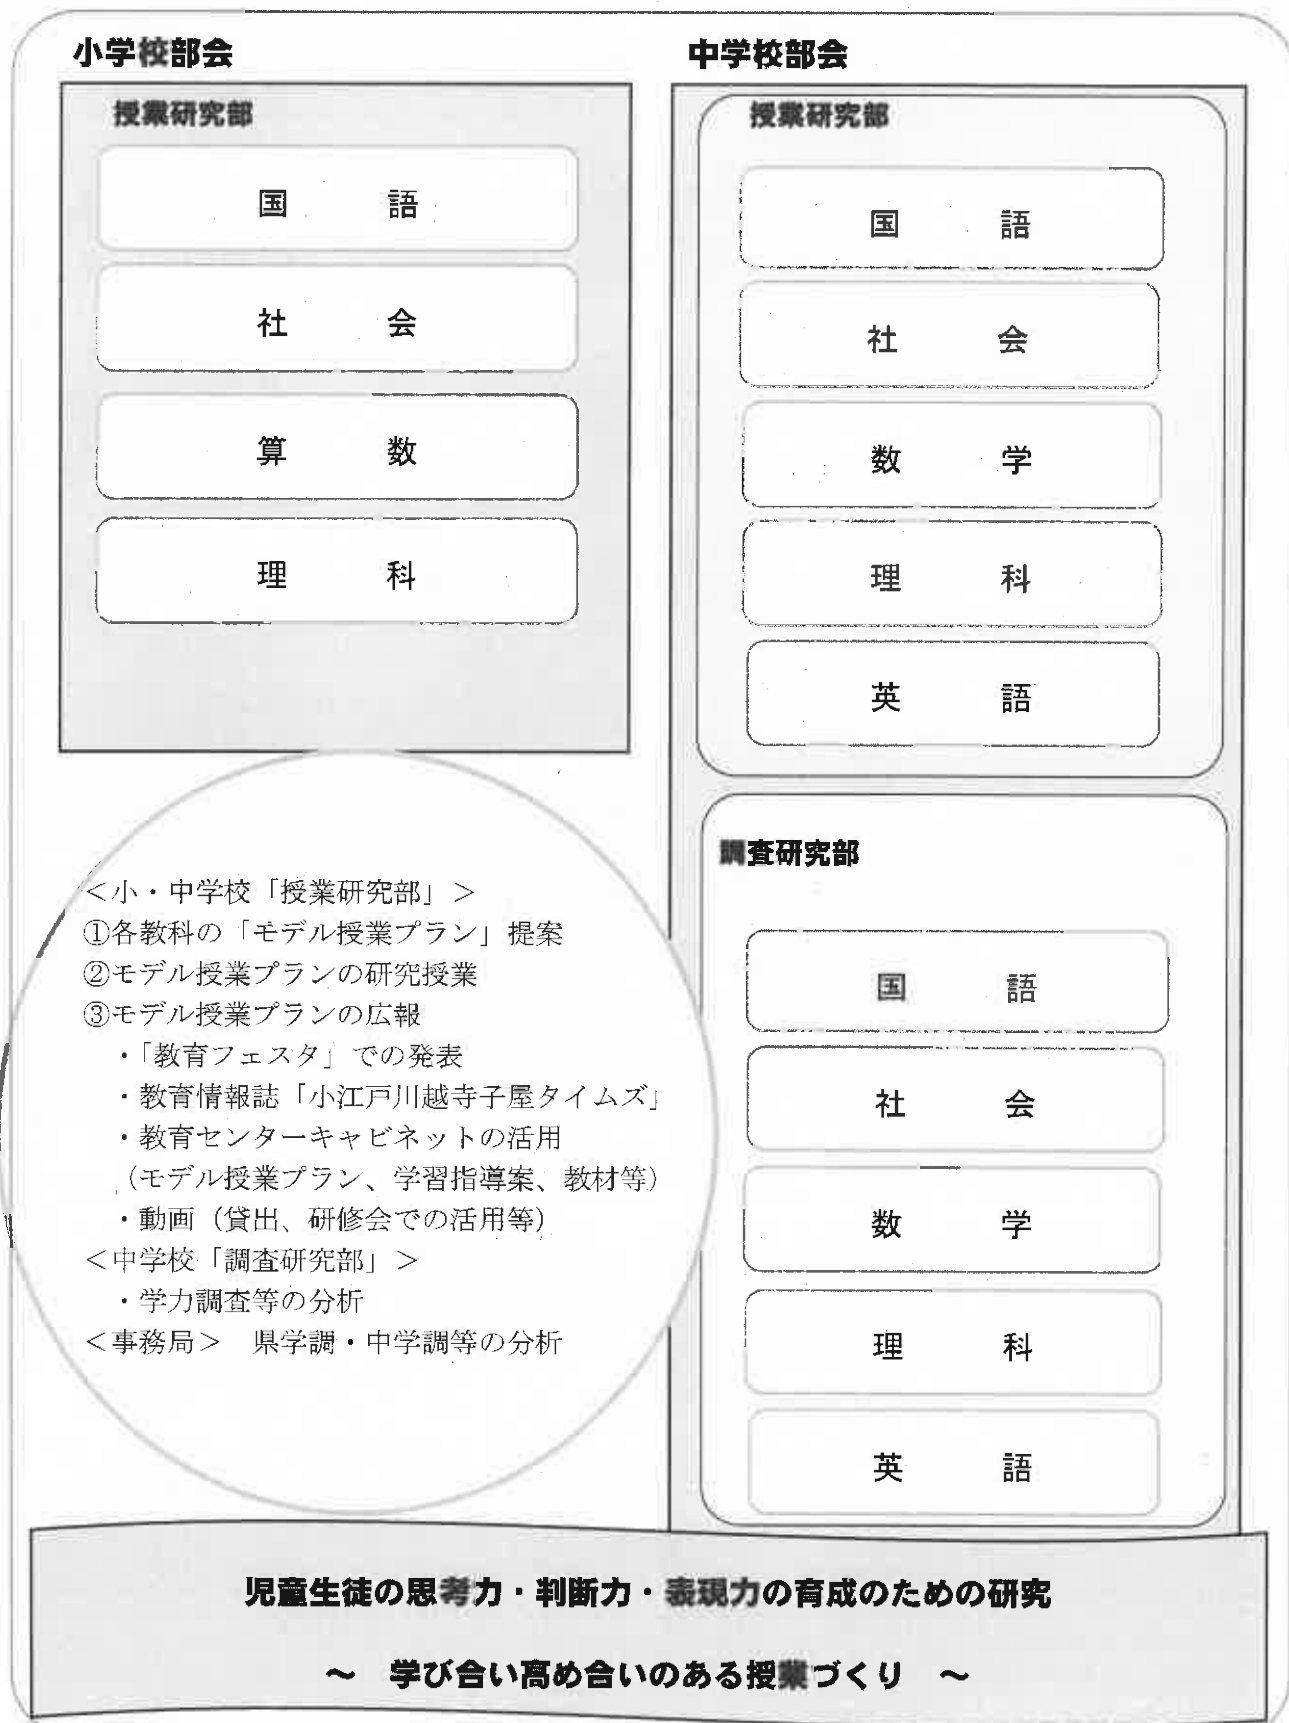 小学校部会
授業研究部
国　語
社　会
算　数
理　科
中学校部会
授業研究部
国　語
社　会
数　学
理　科
英　語
調査研究部
国　語
社　会
数　学
理　科
英　語
＜小・中学校「授業研究部」＞
①各教科の「モデル授業プラン」提案
②モデル授業プランの研究授業
③モデル授業プランの広報
・「教育フェスタ」での発表
・教育情報誌「小江戸川越寺子屋タイムズ」
・教育センターキャビネットの活用
（モデル授業プラン、学習指導案、教材等）
・動画（貸出、研修会での活用等）
＜中学校「調査研究部」＞
・学力調査等の分析
＜事務局＞　県学調・中学調等の分析
児童生徒の思考力・判断力・表現力の育成のための研究
～　学び合い高め合いのある授業づくり　～